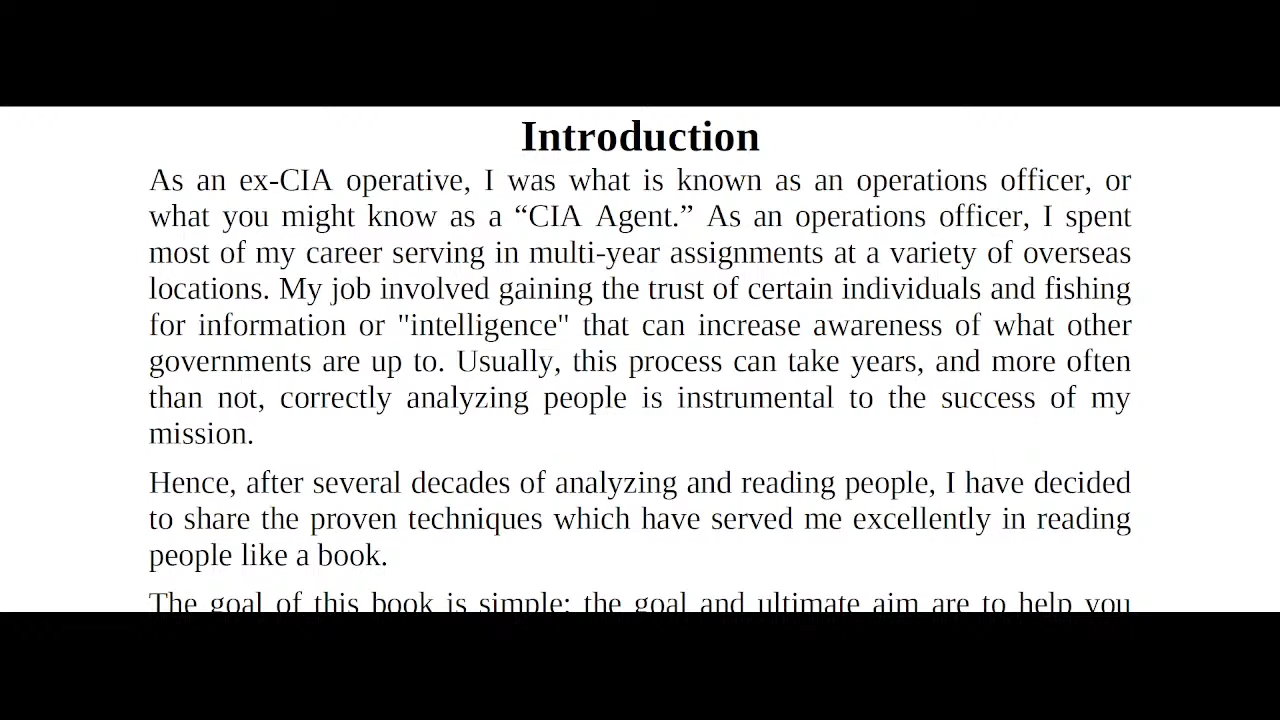 Introduction
As an ex-CIA operative, I was what is known as an operations officer, or
what you might know as a “CIA Agent.” As an operations officer, I spent
most of my career serving in multi-year assignments at a variety of overseas
locations. My job involved gaining the trust of certain individuals and fishing
for information or "intelligence" that can increase awareness of what other
governments are up to. Usually, this process can take years, and more often
than not, correctly analyzing people is instrumental to the success of my
mission.
Hence, after several decades of analyzing and reading people, I have decided
to share the proven techniques which have served me excellently in reading
people like a book.
The goal of this book is simple: the goal and ultimate aim are to help you